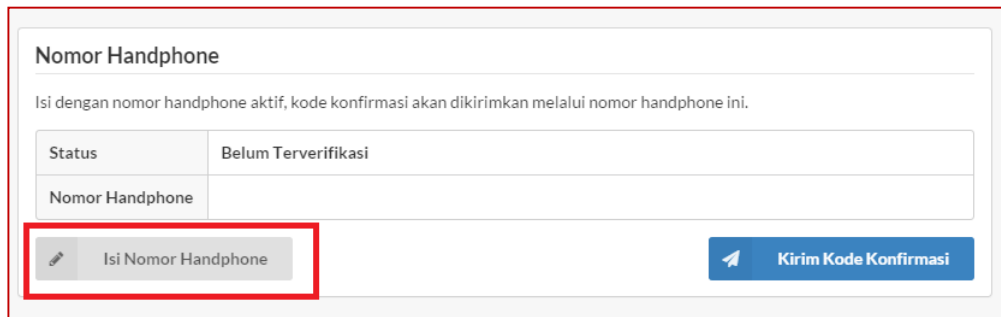 Nomor Handphone
Isi dengan nomor handphone aktif, kode konfirmasi akan dikirimkan melalui nomor handphone ini.
Status Belum Terverifikasi
Nomor Handphone
Isi Nomor Handphone Kirim Kode Konfirmasi